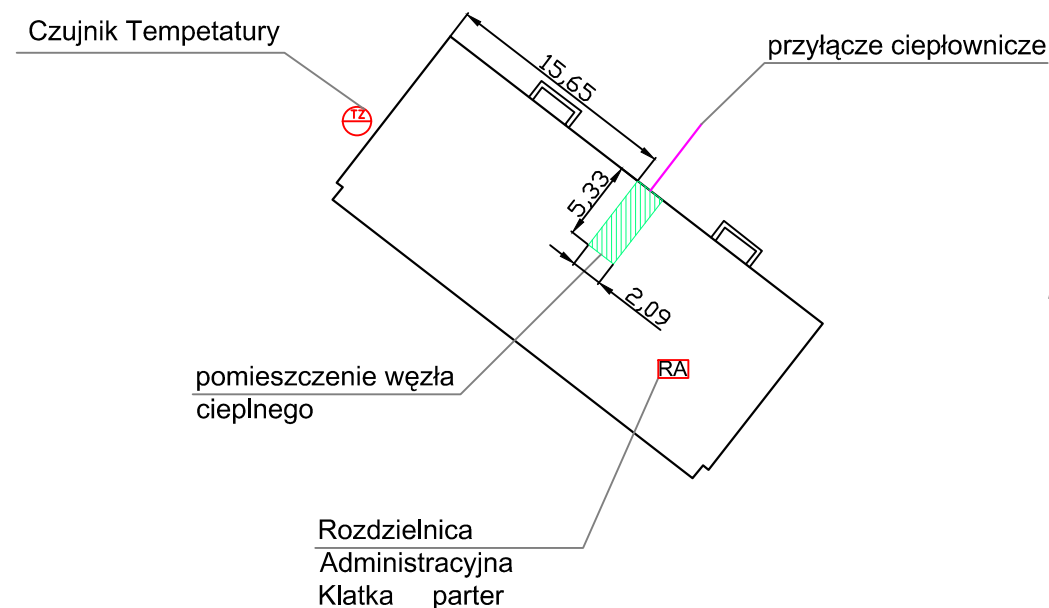 Czujnik Tempetatury
przyłącze ciepłownicze
15,65
TZ
5,33
2,09
RA
pomieszczenie węzła
cieplnego
Rozdzielnica
Administracyjna
Klatka parter